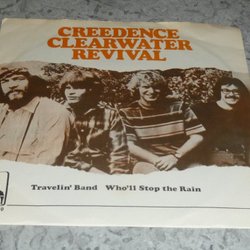 CREEDENCE
CLEARWATER
REVIVAL
Travelin' Band Who'll Stop the Rain